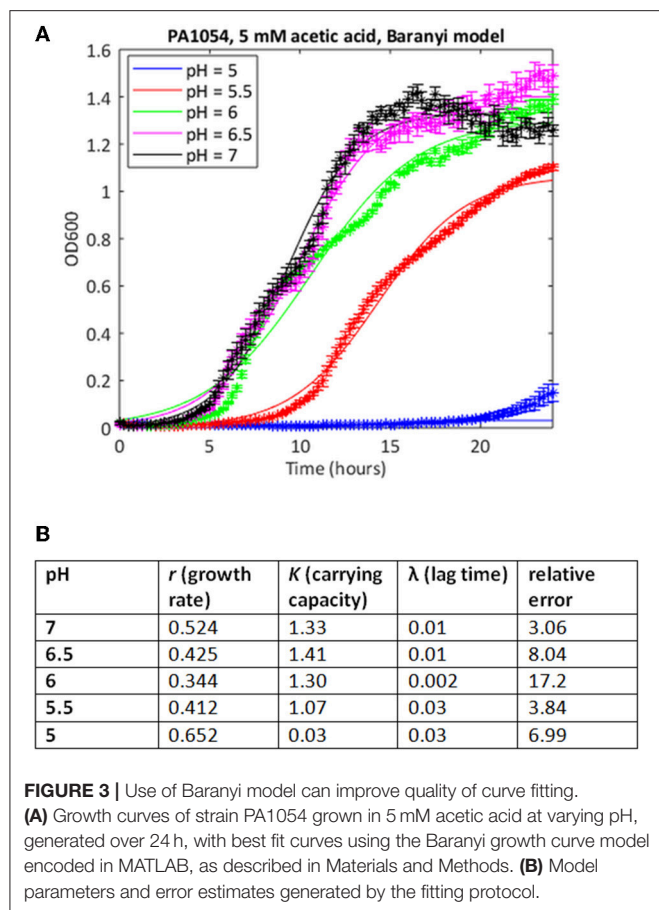 A
PA1054, 5 mM acetic acid, Baranyi model
1.6
1.4
1.2
1
0.8
0.6
0.4
0.2
0
OD600
pH = 5
pH = 5.5
pH = 6
pH = 6.5
pH = 7
0 5 10 15 20
Time (hours)
B
pH r (growth rate) K (carrying capacity) λ (lag time) relative error
7 0.524 1.33 0.01 3.06
6.5 0.425 1.41 0.01 8.04
6 0.344 1.30 0.002 17.2
5.5 0.412 1.07 0.03 3.84
5 0.652 0.03 0.03 6.99
FIGURE 3 | Use of Baranyi model can improve quality of curve fitting.
(A) Growth curves of strain PA1054 grown in 5 mM acetic acid at varying pH,
generated over 24 h, with best fit curves using the Baranyi growth curve model
encoded in MATLAB, as described in Materials and Methods. (B) Model
parameters and error estimates generated by the fitting protocol.